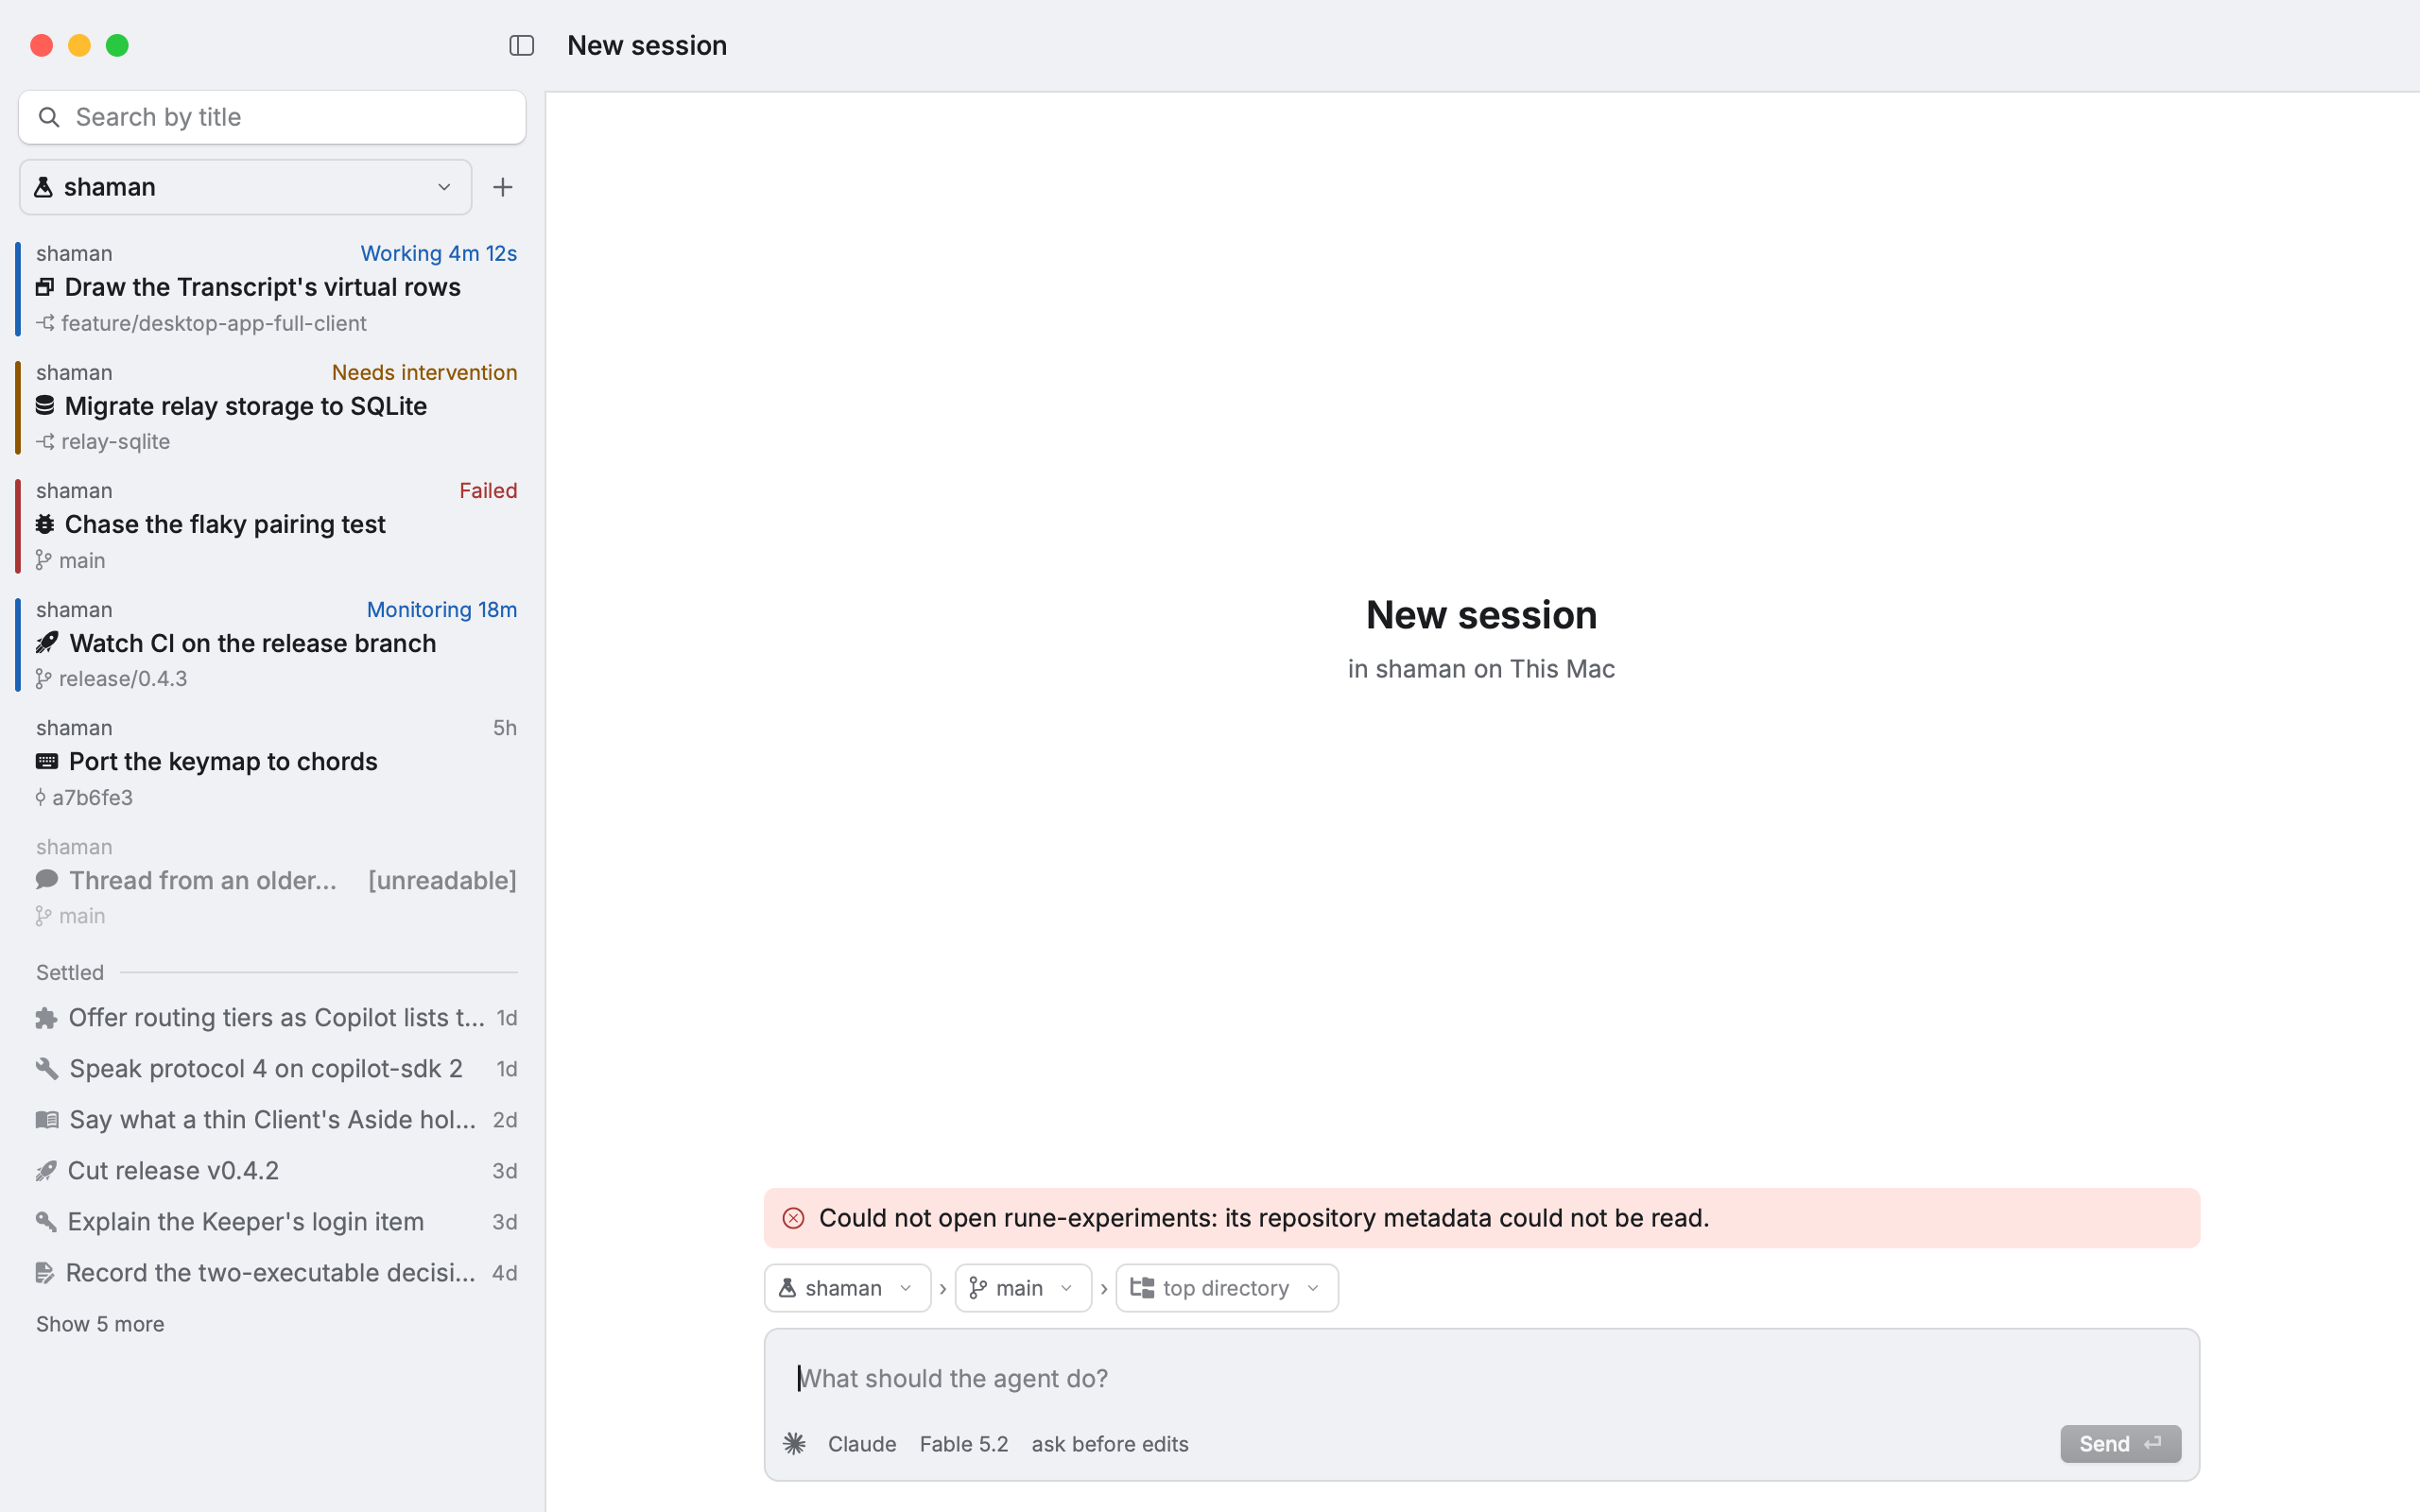 New session
Search by title
shaman
shaman Working 4m 12s
Draw the Transcript's virtual rows
feature/desktop-app-full-client
shaman Needs intervention
Migrate relay storage to SQLite
relay-sqlite
shaman Failed
Chase the flaky pairing test
main
shaman Monitoring 18m
Watch CI on the release branch
release/0.4.3
shaman 5h
Port the keymap to chords
a7b6fe3
shaman
Thread from an older... [unreadable]
main
Settled
Offer routing tiers as Copilot lists t... 1d
Speak protocol 4 on copilot-sdk 2 1d
Say what a thin Client's Aside hol... 2d
Cut release v0.4.2 3d
Explain the Keeper's login item 3d
Record the two-executable decisi... 4d
Show 5 more
New session
in shaman on This Mac
Could not open rune-experiments: its repository metadata could not be read.
shaman › main › top directory
What should the agent do?
Claude Fable 5.2 ask before edits
Send